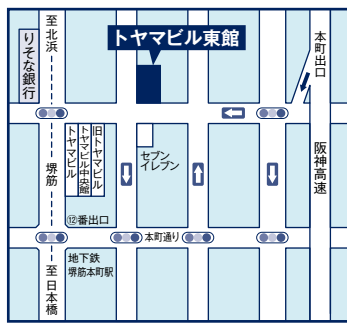 至北浜
りそな銀行
トヤマビル東館
本町出口
堺筋
トヤマビル
トヤマビル中央館
旧トヤマビル
セブン
イレブン
阪神高速
⑫番出口
本町通り
地下鉄
堺筋本町駅
至日本橋